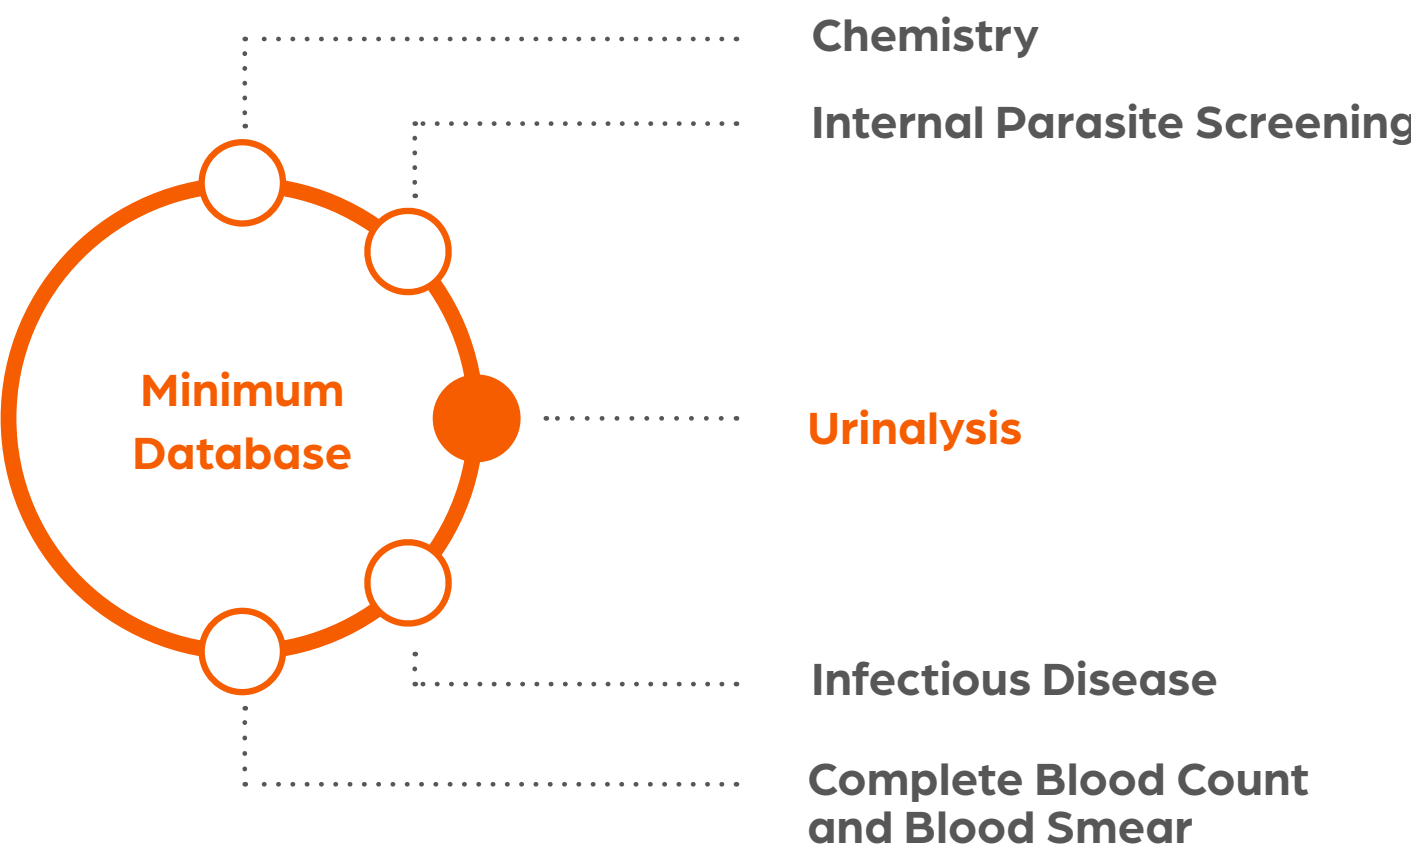 Chemistry
Internal Parasite Screening
Minimum
Database
Urinalysis
Infectious Disease
Complete Blood Count
and Blood Smear